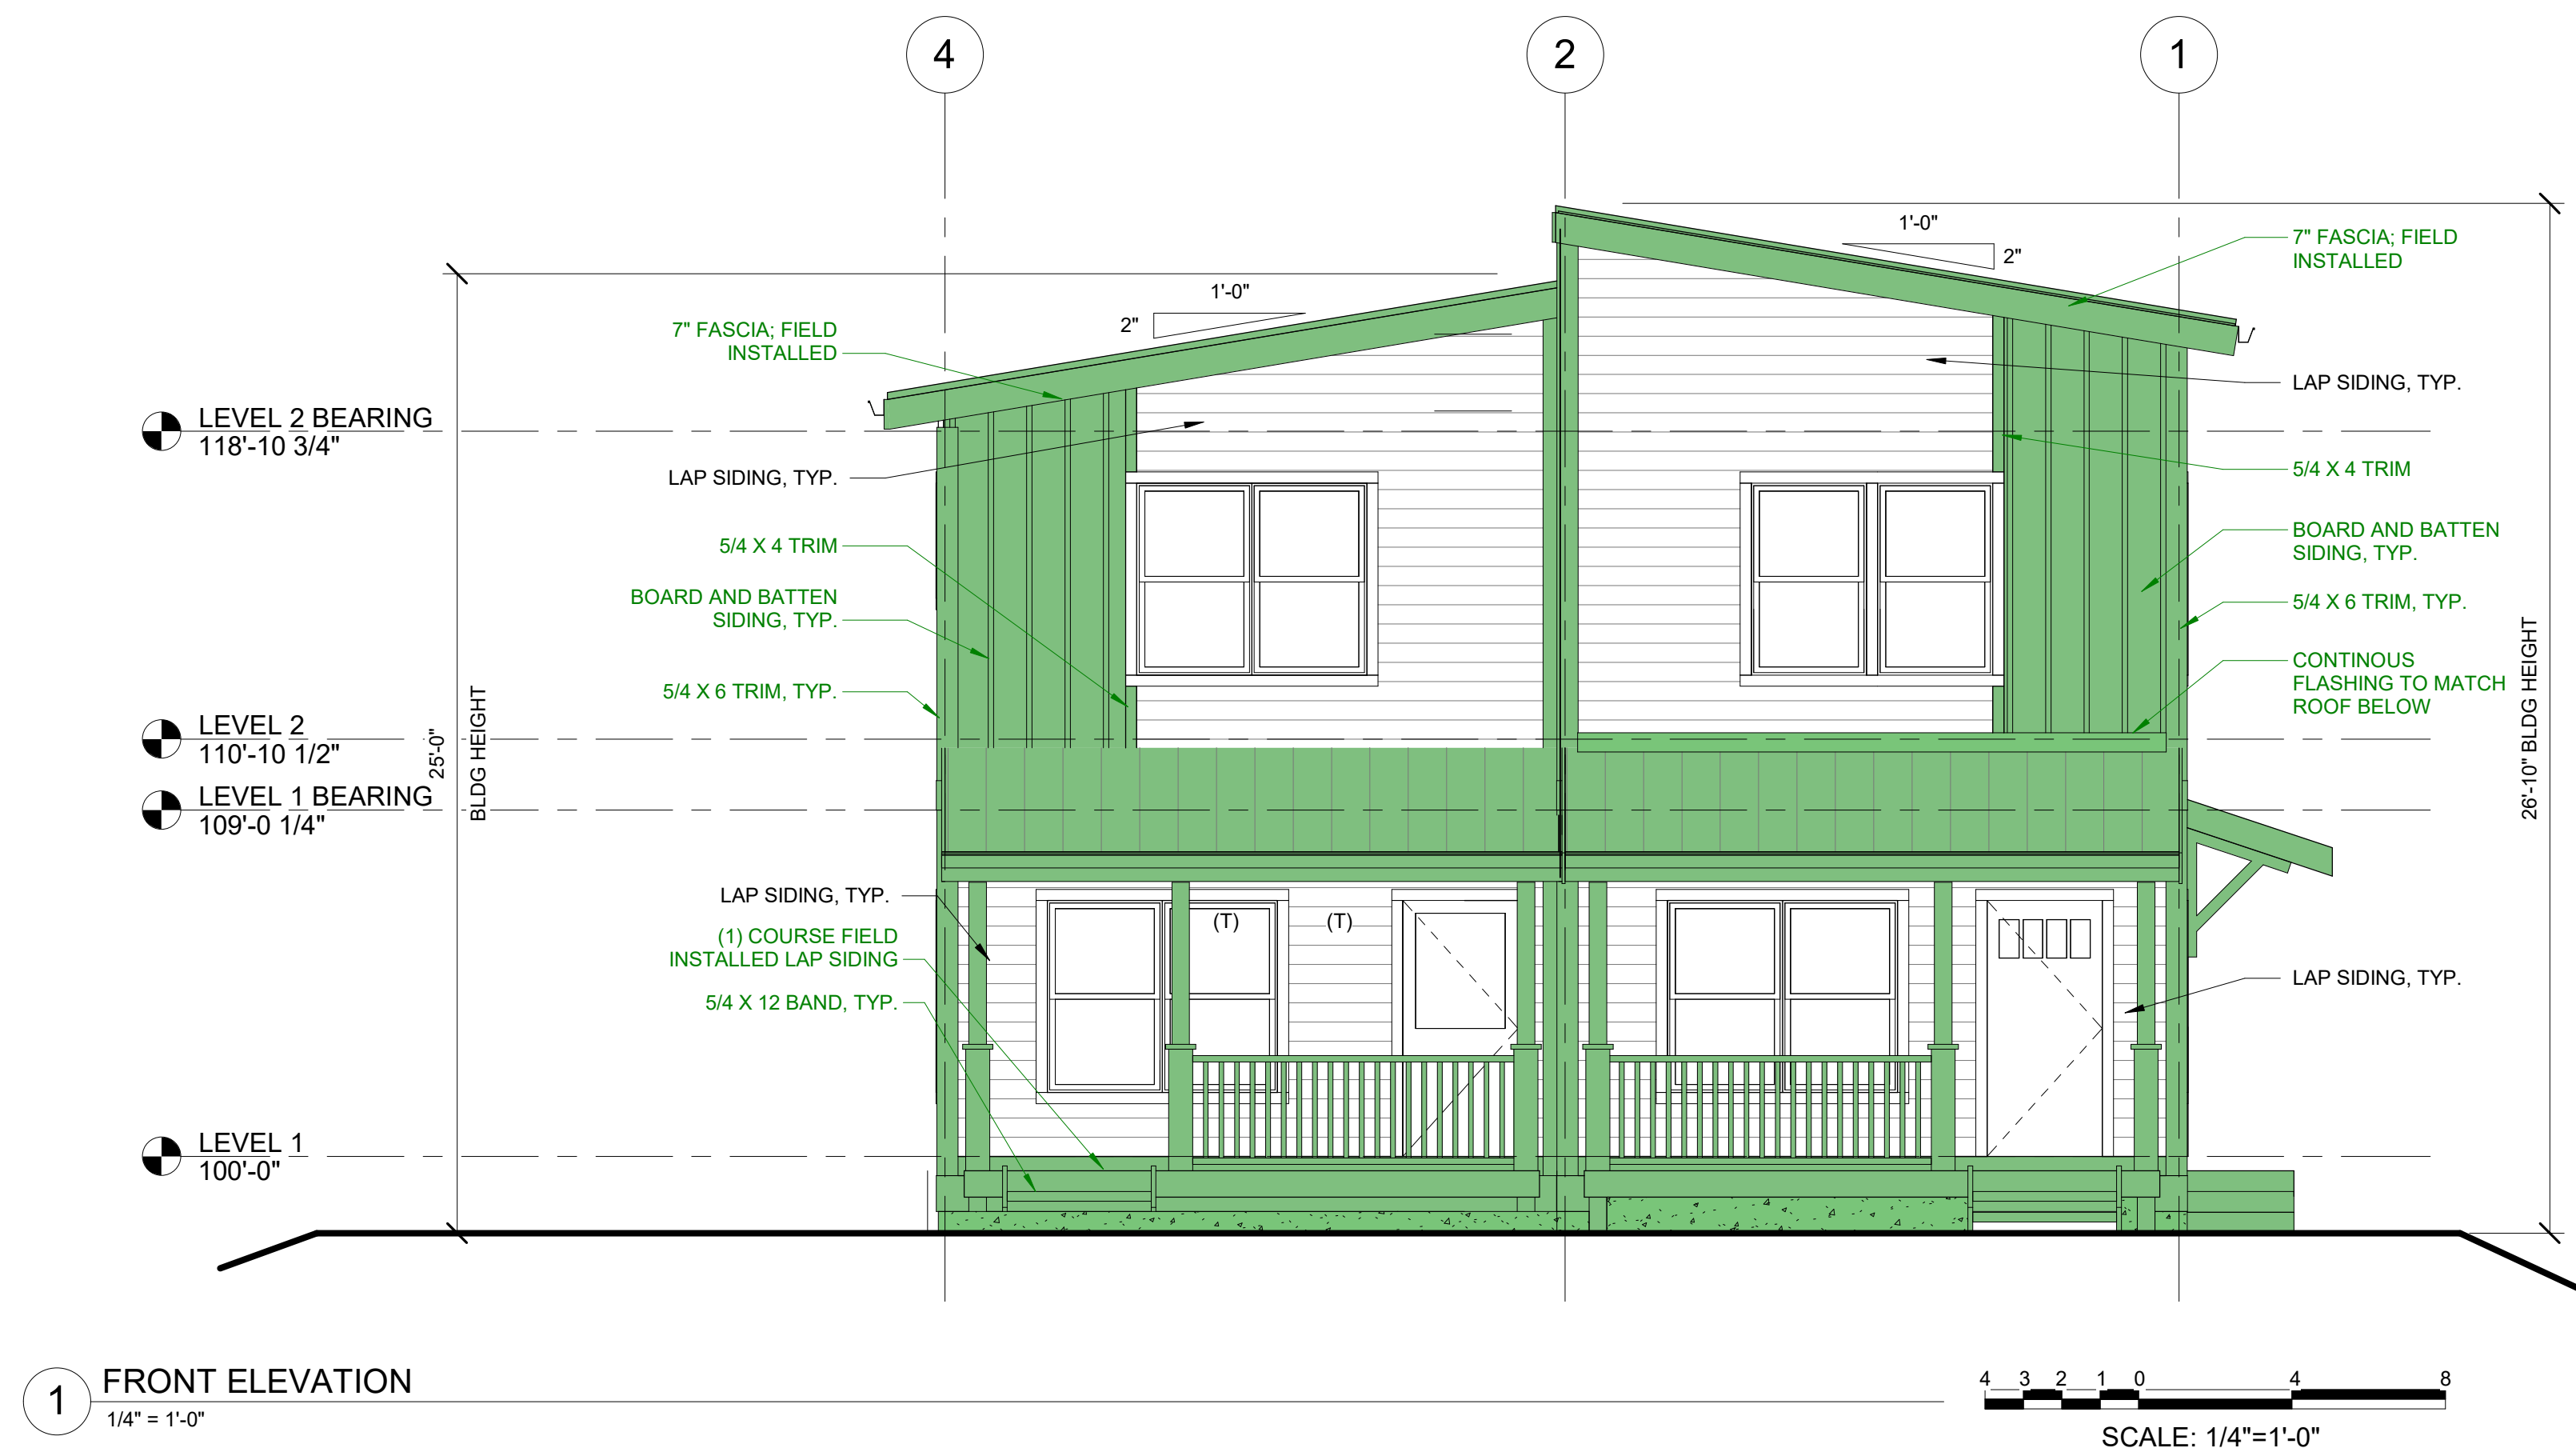 4
2
1
1'-0"
2"
7" FASCIA; FIELD
INSTALLED
1'-0"
2"
7" FASCIA; FIELD
INSTALLED
LAP SIDING, TYP.
LEVEL 2 BEARING
118'-10 3/4"
LAP SIDING, TYP.
5/4 X 4 TRIM
5/4 X 4 TRIM
BOARD AND BATTEN
SIDING, TYP.
BOARD AND BATTEN
SIDING, TYP.
5/4 X 6 TRIM, TYP.
5/4 X 6 TRIM, TYP.
CONTINOUS
FLASHING TO MATCH
ROOF BELOW
LEVEL 2
110'-10 1/2"
25'-0"
BLDG HEIGHT
26'-10" BLDG HEIGHT
LEVEL 1 BEARING
109'-0 1/4"
LAP SIDING, TYP.
(T)
(T)
(1) COURSE FIELD
INSTALLED LAP SIDING
LAP SIDING, TYP.
5/4 X 12 BAND, TYP.
LEVEL 1
100'-0"
1
FRONT ELEVATION
1/4" = 1'-0"
4 3 2 1 0 4 8
SCALE: 1/4"=1'-0"